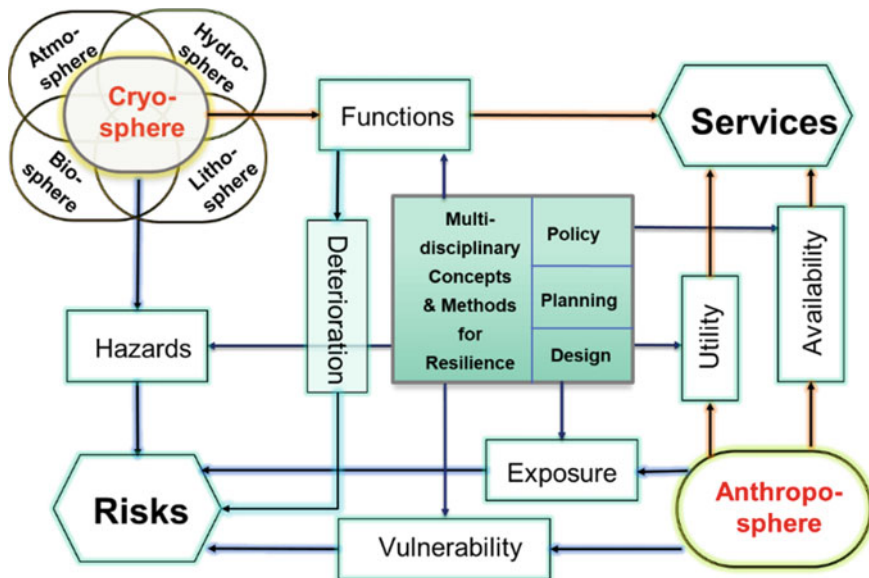 Atmo-
sphere
Hydro-
sphere
Cryo-
sphere
Bio-
sphere
Litho-
sphere
Functions
Services
Multi-
disciplinary
Concepts
& Methods
for
Resilience
Policy
Planning
Design
Deterioration
Hazards
Utility
Availability
Exposure
Risks
Vulnerability
Anthropo-
sphere